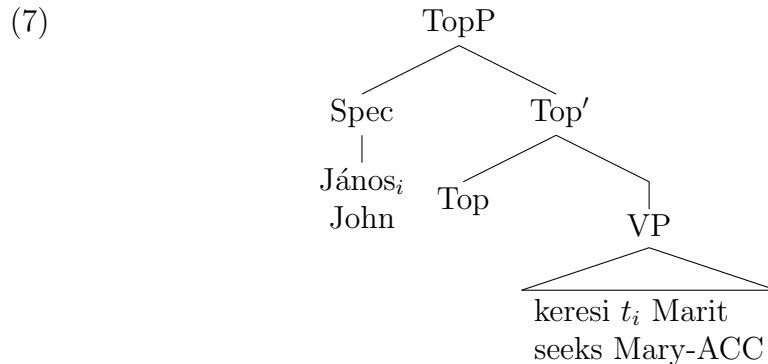 (7)
TopP
Spec Top′
Jánosᵢ Top
John
VP
keresi tᵢ Marit
seeks Mary-ACC